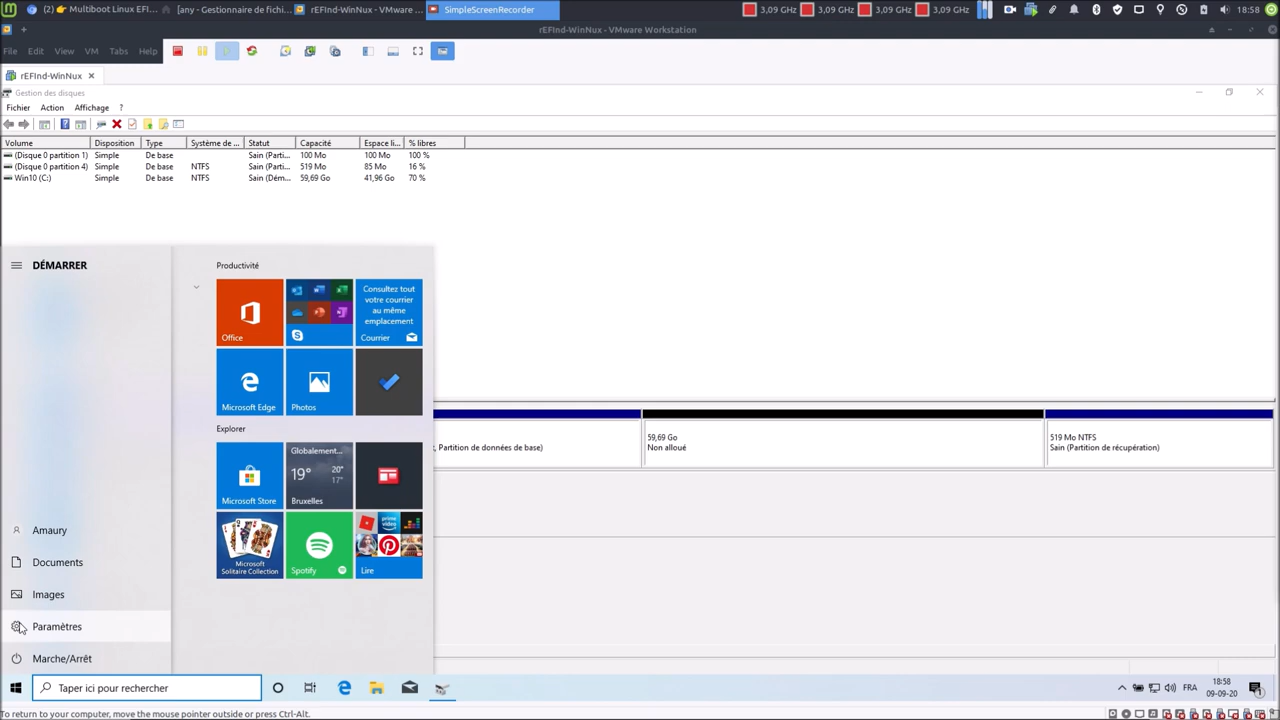 Multiboot Linux EFI...
[any - Gestionnaire de fichi...
rEFInd-WinNux – VMware ...
SimpleScreenRecorder
3,09 GHz
3,09 GHz
3,09 GHz
3,09 GHz
18:58
rEFInd-WinNux - VMware Workstation
File Edit View VM Tabs Help
rEFInd-WinNux
Gestion des disques
Fichier Action Affichage ?
Volume Disposition Type Système de ... Statut Capacité Espace li... % libres
(Disque 0 partition 1) Simple De base Sain (Parti... 100 Mo 100 Mo 100 %
(Disque 0 partition 4) Simple De base NTFS Sain (Parti... 519 Mo 85 Mo 16 %
Win10 (C:) Simple De base NTFS Sain (Dém... 59,69 Go 41,96 Go 70 %
DÉMARRER
Productivité
Office
Consultez tout
votre courrier
au même
emplacement
Courrier
Microsoft Edge
Photos
Explorer
Microsoft Store
Globalement...
19° 20°
17°
Bruxelles
Microsoft
Solitaire Collection
Spotify
prime
video
Lire
, Partition de données de base)
59,69 Go
Non alloué
519 Mo NTFS
Sain (Partition de récupération)
Amaury
Documents
Images
Paramètres
Marche/Arrêt
Taper ici pour rechercher
FRA
18:58
09-09-20
To return to your computer, move the mouse pointer outside or press Ctrl-Alt.